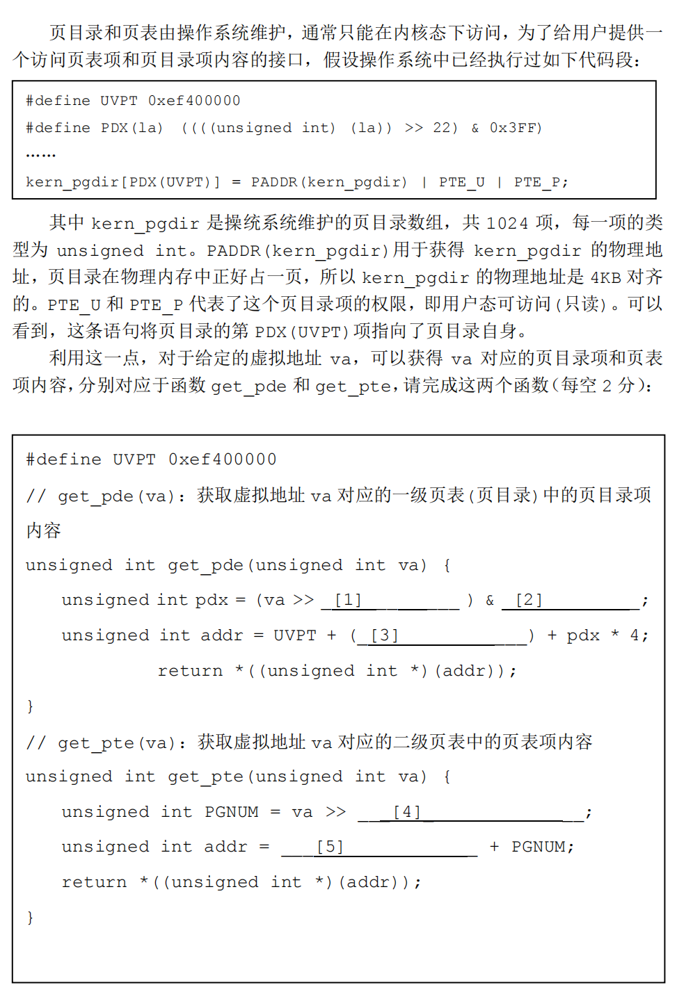 页目录和页表由操作系统维护，通常只能在内核态下访问，为了给用户提供一
个访问页表项和页目录项内容的接口，假设操作系统中已经执行过如下代码段：
#define UVPT 0xef400000
#define PDX(la) ((((unsigned int) (la)) >> 22) & 0x3FF)
……
kern_pgdir[PDX(UVPT)] = PADDR(kern_pgdir) | PTE_U | PTE_P;
其中 kern_pgdir 是操统系统维护的页目录数组，共 1024 项，每一项的类
型为 unsigned int。PADDR(kern_pgdir)用于获得 kern_pgdir 的物理地
址，页目录在物理内存中正好占一页，所以 kern_pgdir 的物理地址是 4KB 对齐
的。PTE_U 和 PTE_P 代表了这个页目录项的权限，即用户态可访问(只读)。可以
看到，这条语句将页目录的第 PDX(UVPT)项指向了页目录自身。
利用这一点，对于给定的虚拟地址 va，可以获得 va 对应的页目录项和页表
项内容，分别对应于函数 get_pde 和 get_pte，请完成这两个函数（每空 2 分）：
#define UVPT 0xef400000
// get_pde(va): 获取虚拟地址 va 对应的一级页表(页目录)中的页目录项
内容
unsigned int get_pde(unsigned int va) {
unsigned int pdx = (va >> _[1]_________ ) & _[2]_________;
unsigned int addr = UVPT + (_[3]____________) + pdx * 4;
return *((unsigned int *)(addr));
}
// get_pte(va): 获取虚拟地址 va 对应的二级页表中的页表项内容
unsigned int get_pte(unsigned int va) {
unsigned int PGNUM = va >> ___[4]_______________;
unsigned int addr = ___[5]____________ + PGNUM;
return *((unsigned int *)(addr));
}